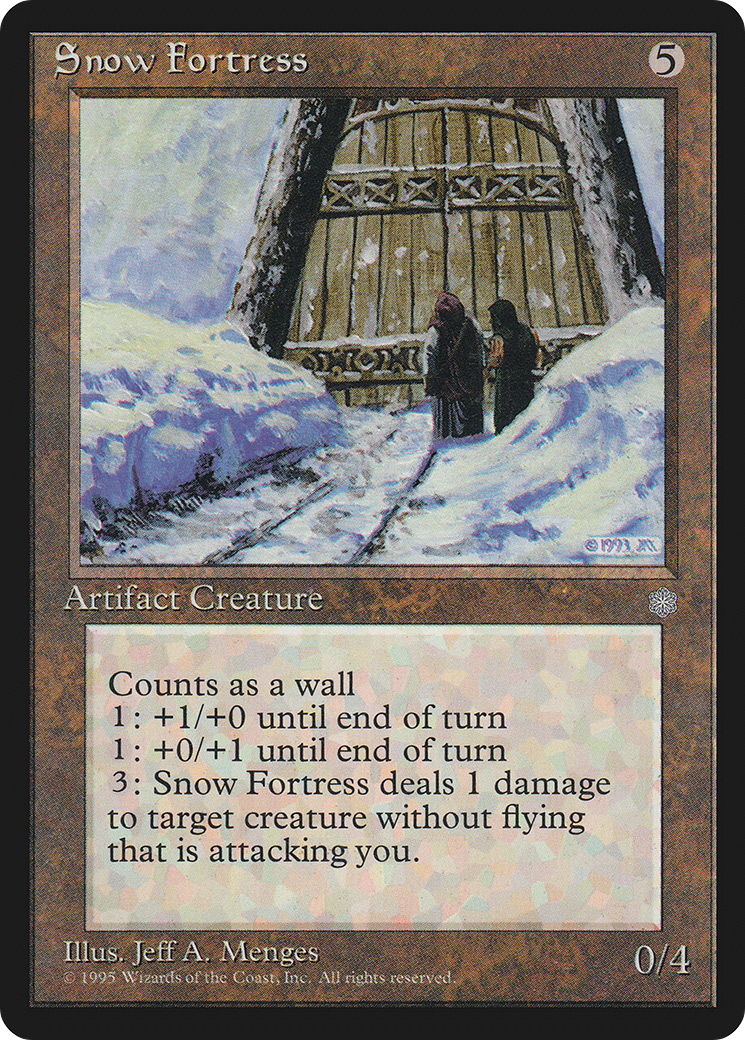 Snow Fortress
5
©1993 JAM
Artifact Creature
Counts as a wall
1: +1/+0 until end of turn
1: +0/+1 until end of turn
3: Snow Fortress deals 1 damage
to target creature without flying
that is attacking you.
Illus. Jeff A. Menges
0/4
© 1995 Wizards of the Coast, Inc. All rights reserved.